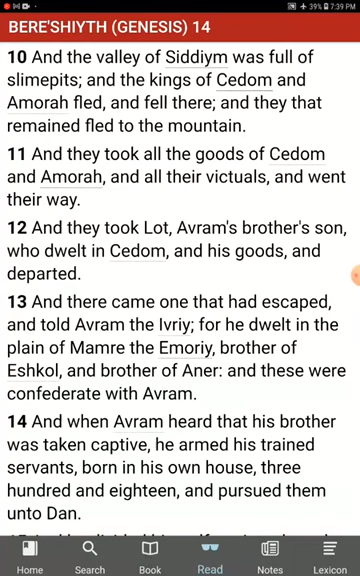 39% 7:39 PM
BERE'SHIYTH (GENESIS) 14
10 And the valley of Siddiym was full of
slimepits; and the kings of Cedom and
Amorah fled, and fell there; and they that
remained fled to the mountain.
11 And they took all the goods of Cedom
and Amorah, and all their victuals, and went
their way.
12 And they took Lot, Avram's brother's son,
who dwelt in Cedom, and his goods, and
departed.
13 And there came one that had escaped,
and told Avram the Ivriy; for he dwelt in the
plain of Mamre the Emoriy, brother of
Eshkol, and brother of Aner: and these were
confederate with Avram.
14 And when Avram heard that his brother
was taken captive, he armed his trained
servants, born in his own house, three
hundred and eighteen, and pursued them
unto Dan.
Home Search Book Read Notes Lexicon